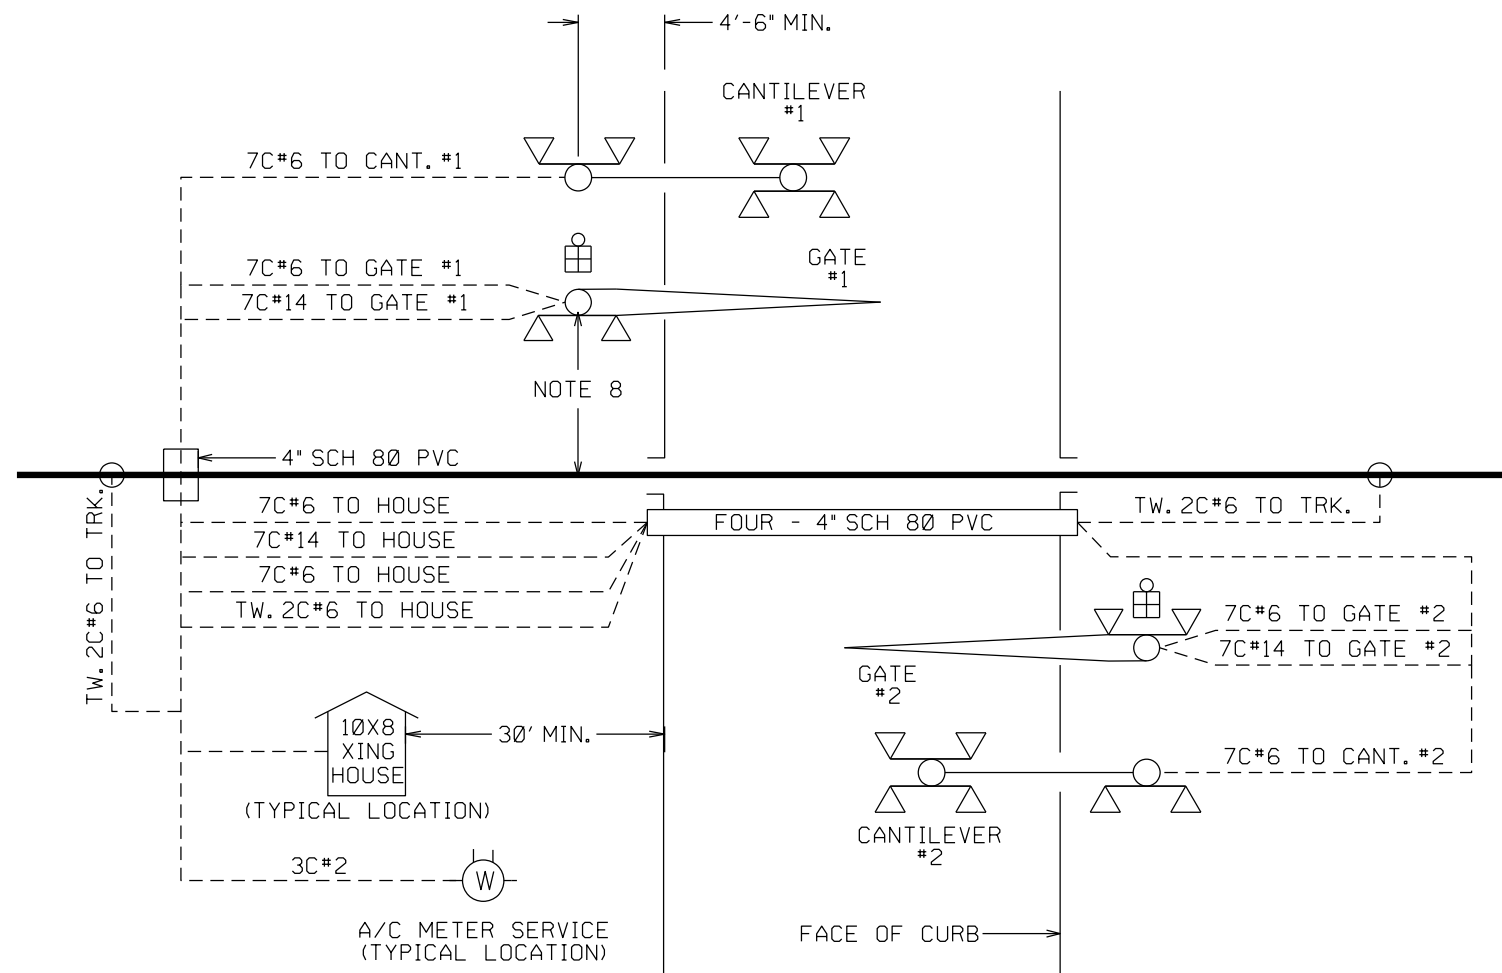 4'-6" MIN.
CANTILEVER
#1
7C#6 TO CANT. #1
GATE
#1
7C#6 TO GATE #1
7C#14 TO GATE #1
NOTE 8
4" SCH 80 PVC
7C#6 TO HOUSE
7C#14 TO HOUSE
7C#6 TO HOUSE
TW. 2C#6 TO HOUSE
TW. 2C#6 TO TRK.
FOUR - 4" SCH 80 PVC
TW. 2C#6 TO TRK.
7C#6 TO GATE #2
7C#14 TO GATE #2
GATE
#2
10X8
XING
HOUSE
(TYPICAL LOCATION)
30' MIN.
7C#6 TO CANT. #2
CANTILEVER
#2
3C#2
W
A/C METER SERVICE
(TYPICAL LOCATION)
FACE OF CURB